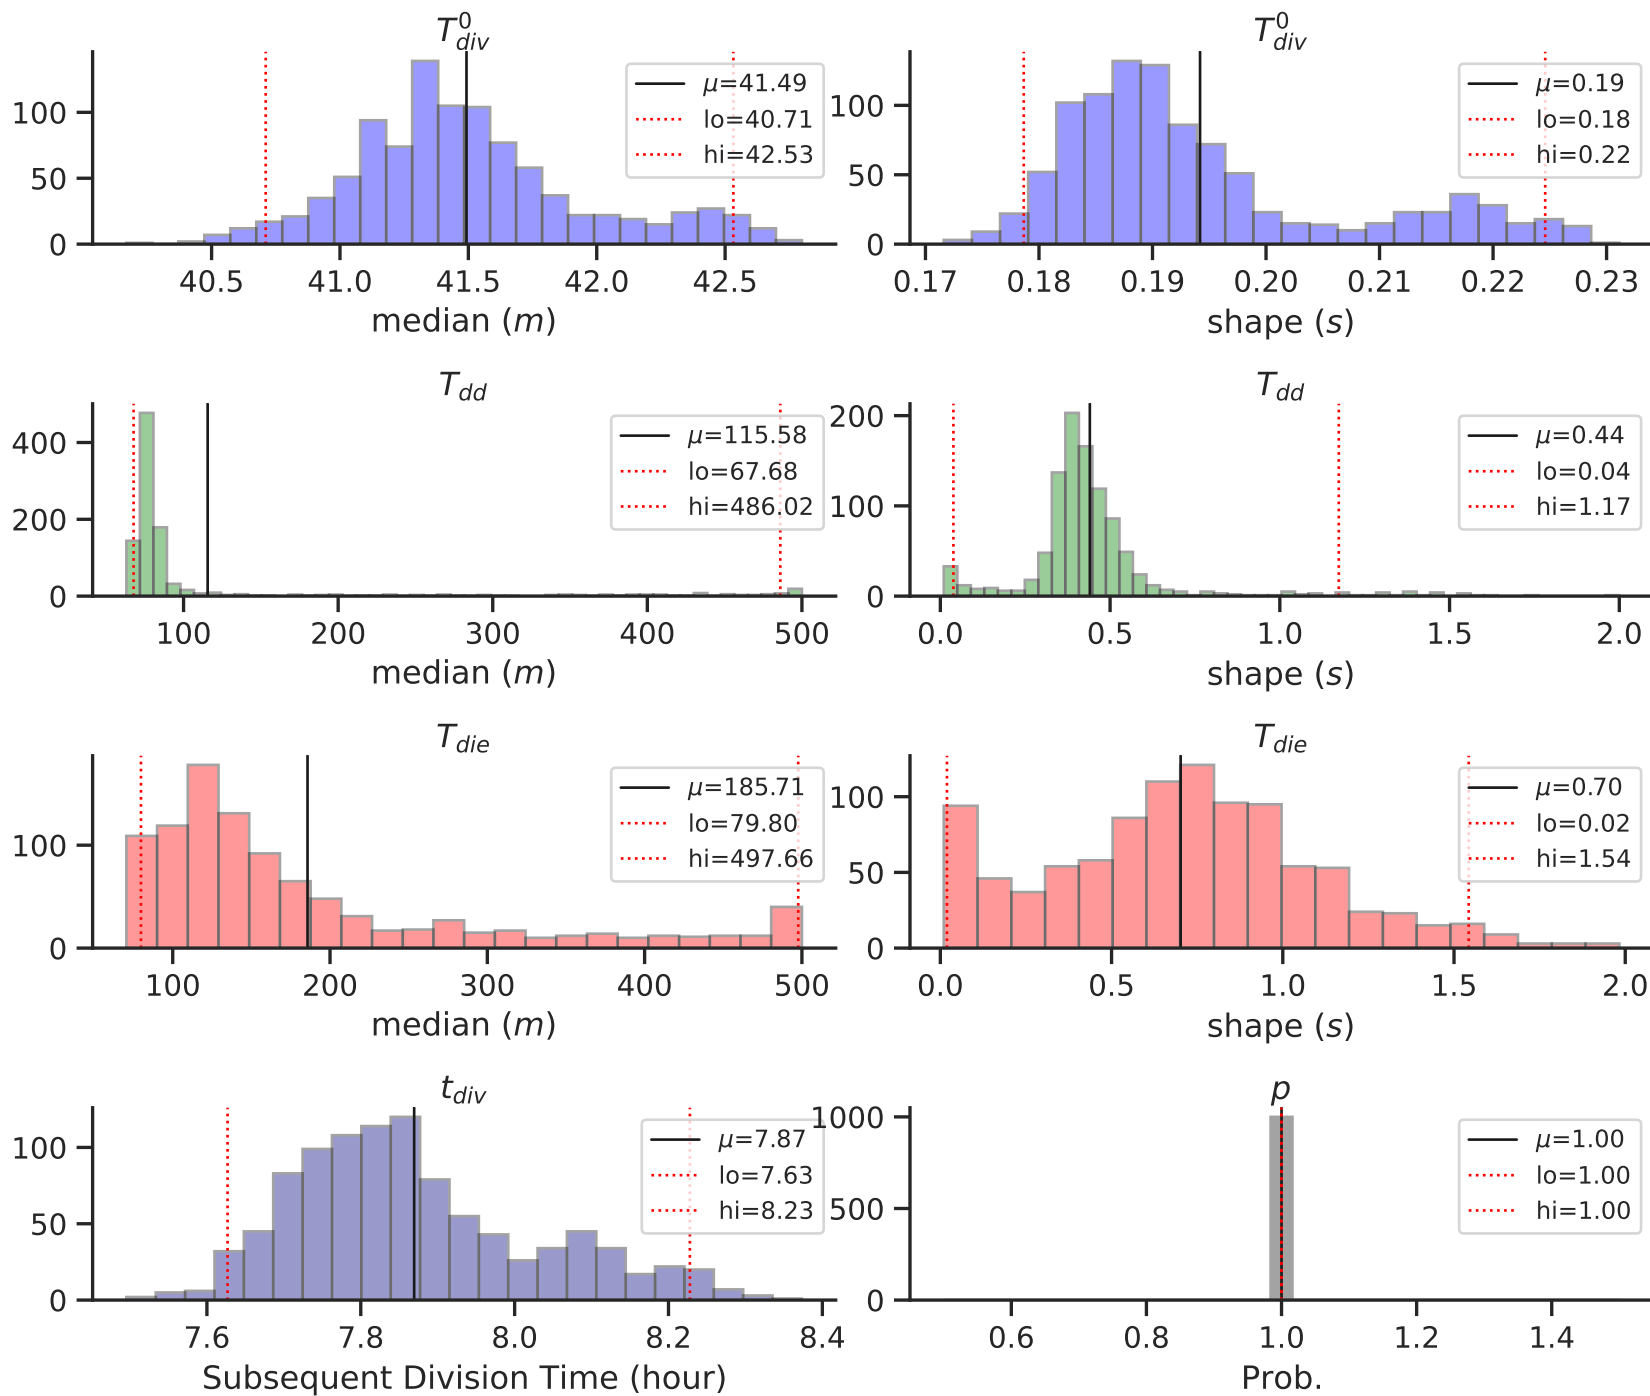 T⁰div
μ=41.49
lo=40.71
hi=42.53
100
50
0
40.5 41.0 41.5 42.0 42.5
median (m)
T⁰div
μ=0.19
lo=0.18
hi=0.22
100
50
0
0.17 0.18 0.19 0.20 0.21 0.22 0.23
shape (s)
Tdd
μ=115.58
lo=67.68
hi=486.02
400
200
0
100 200 300 400 500
median (m)
Tdd
μ=0.44
lo=0.04
hi=1.17
200
100
0
0.0 0.5 1.0 1.5 2.0
shape (s)
Tdie
μ=185.71
lo=79.80
hi=497.66
100
0
100 200 300 400 500
median (m)
Tdie
μ=0.70
lo=0.02
hi=1.54
100
50
0
0.0 0.5 1.0 1.5 2.0
shape (s)
tdiv
μ=7.87
lo=7.63
hi=8.23
100
50
0
7.6 7.8 8.0 8.2 8.4
Subsequent Division Time (hour)
p
μ=1.00
lo=1.00
hi=1.00
1000
500
0
0.6 0.8 1.0 1.2 1.4
Prob.